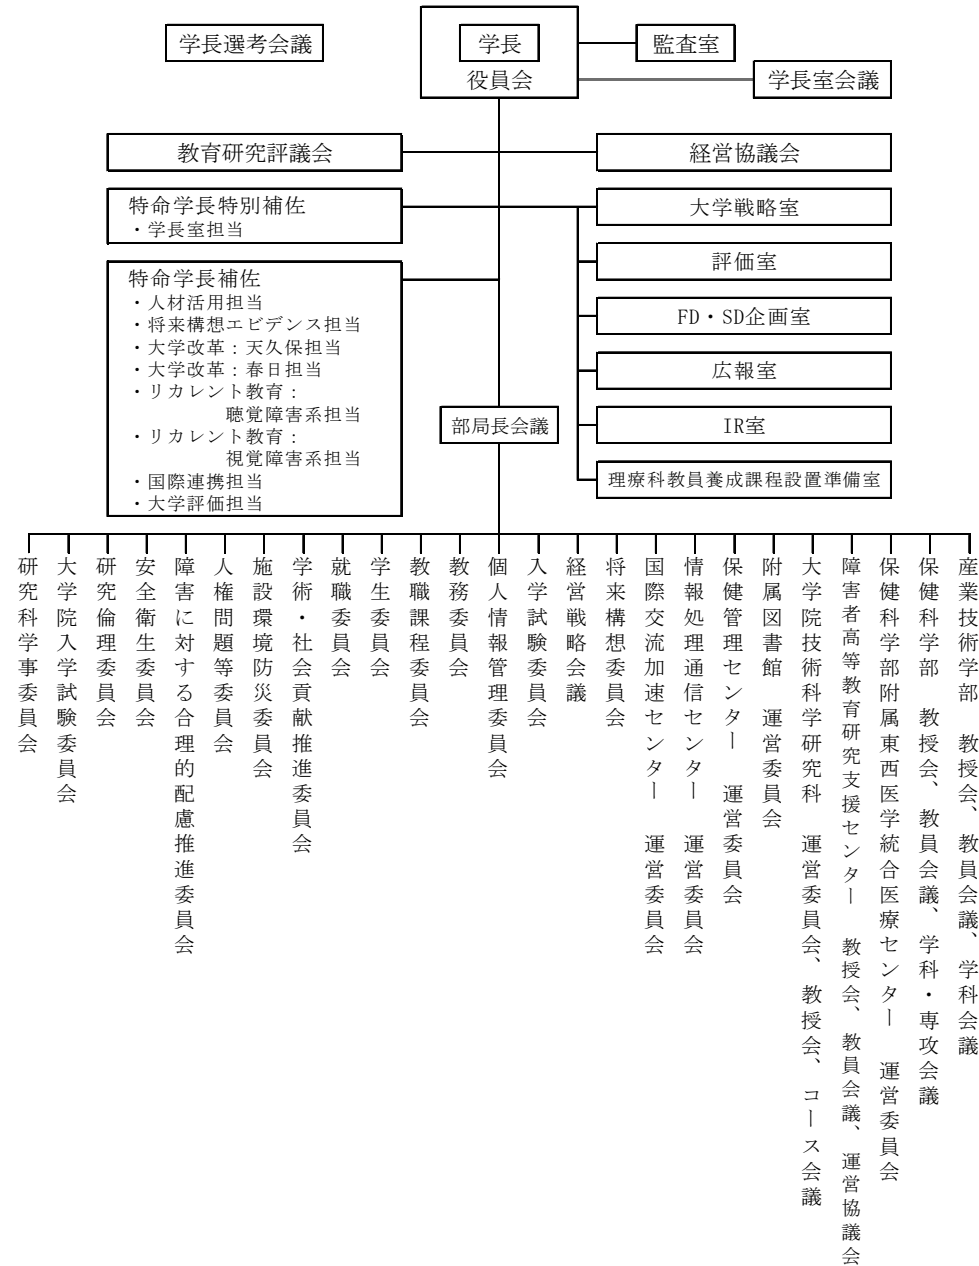 学長選考会議
学長
監査室
役員会
学長室会議
教育研究評議会
経営協議会
特命学長特別補佐
・学長室担当
大学戦略室
評価室
特命学長補佐
・人材活用担当
・将来構想エビデンス担当
・大学改革：天久保担当
・大学改革：春日担当
・リカレント教育：
聴覚障害系担当
・リカレント教育：
視覚障害系担当
・国際連携担当
・大学評価担当
FD・SD企画室
広報室
部局長会議
IR室
理療科教員養成課程設置準備室
産業技術学部　教授会、教員会議、学科会議
保健科学部　教授会、教員会議、学科・専攻会議
保健科学部附属東西医学統合医療センター　運営委員会
障害者高等教育研究支援センター　教授会、教員会議、運営協議会
大学院技術科学研究科　運営委員会、教授会、コース会議
附属図書館　運営委員会
保健管理センター　運営委員会
情報処理通信センター　運営委員会
国際交流加速センター　運営委員会
将来構想委員会
経営戦略会議
入学試験委員会
個人情報管理委員会
教務委員会
教職課程委員会
学生委員会
就職委員会
学術・社会貢献推進委員会
施設環境防災委員会
人権問題等委員会
障害に対する合理的配慮推進委員会
安全衛生委員会
研究倫理委員会
大学院入学試験委員会
研究科学事委員会